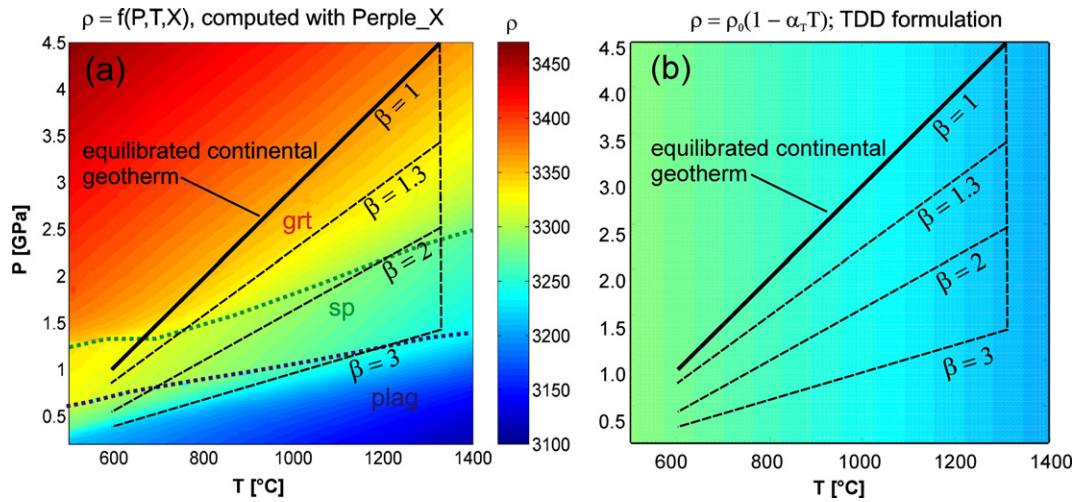 ρ = f(P,T,X), computed with Perple_X
ρ
ρ = ρ₀(1 - αₜT); TDD formulation
(a)
4.5
4
3.5
3
2.5
2
1.5
1
0.5
P [GPa]
equilibrated continental
geotherm
β = 1
β = 1.3
β = 2
β = 3
grt
sp
plag
600
800
1000
1200
1400
T [°C]
3450
3400
3350
3300
3250
3200
3150
3100
(b)
4.5
4.0
3.5
3.0
2.5
2.0
1.5
1.0
0.5
equilibrated continental
geotherm
β = 1
β = 1.3
β = 2
β = 3
600
800
1000
1200
1400
T [°C]